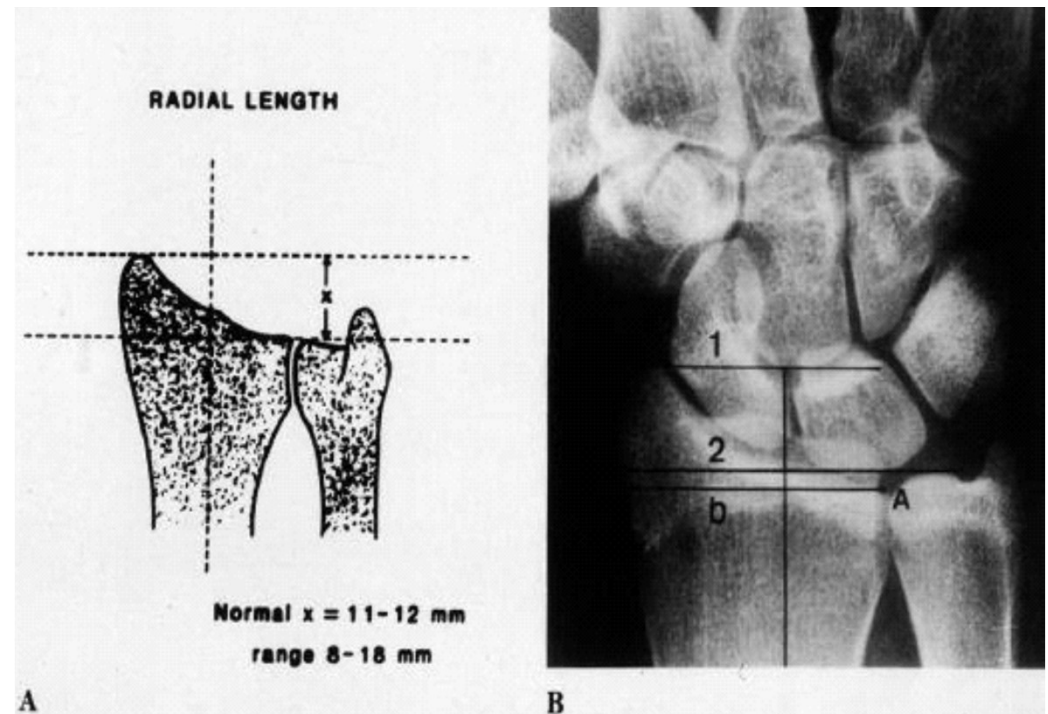 RADIAL LENGTH
x
Normal x = 11-12 mm
range 8-18 mm
A
1
2
b
A
B